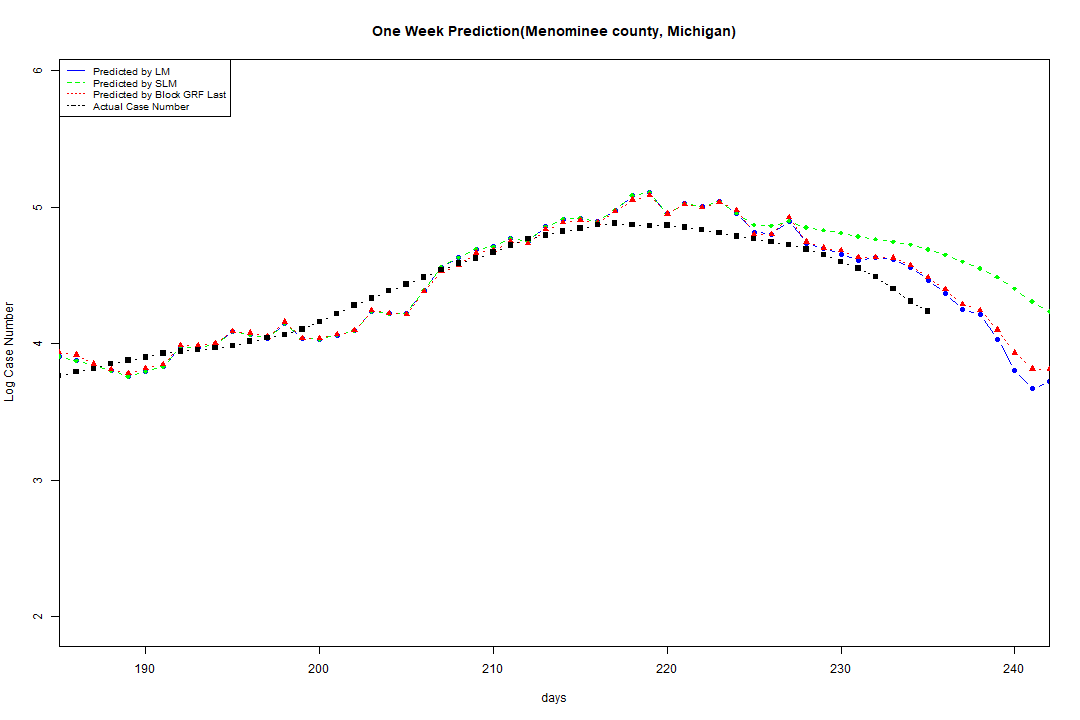 One Week Prediction(Menominee county, Michigan)
Predicted by LM
Predicted by SLM
Predicted by Block GRF Last
Actual Case Number
6
5
4
3
2
Log Case Number
190 200 210 220 230 240
days